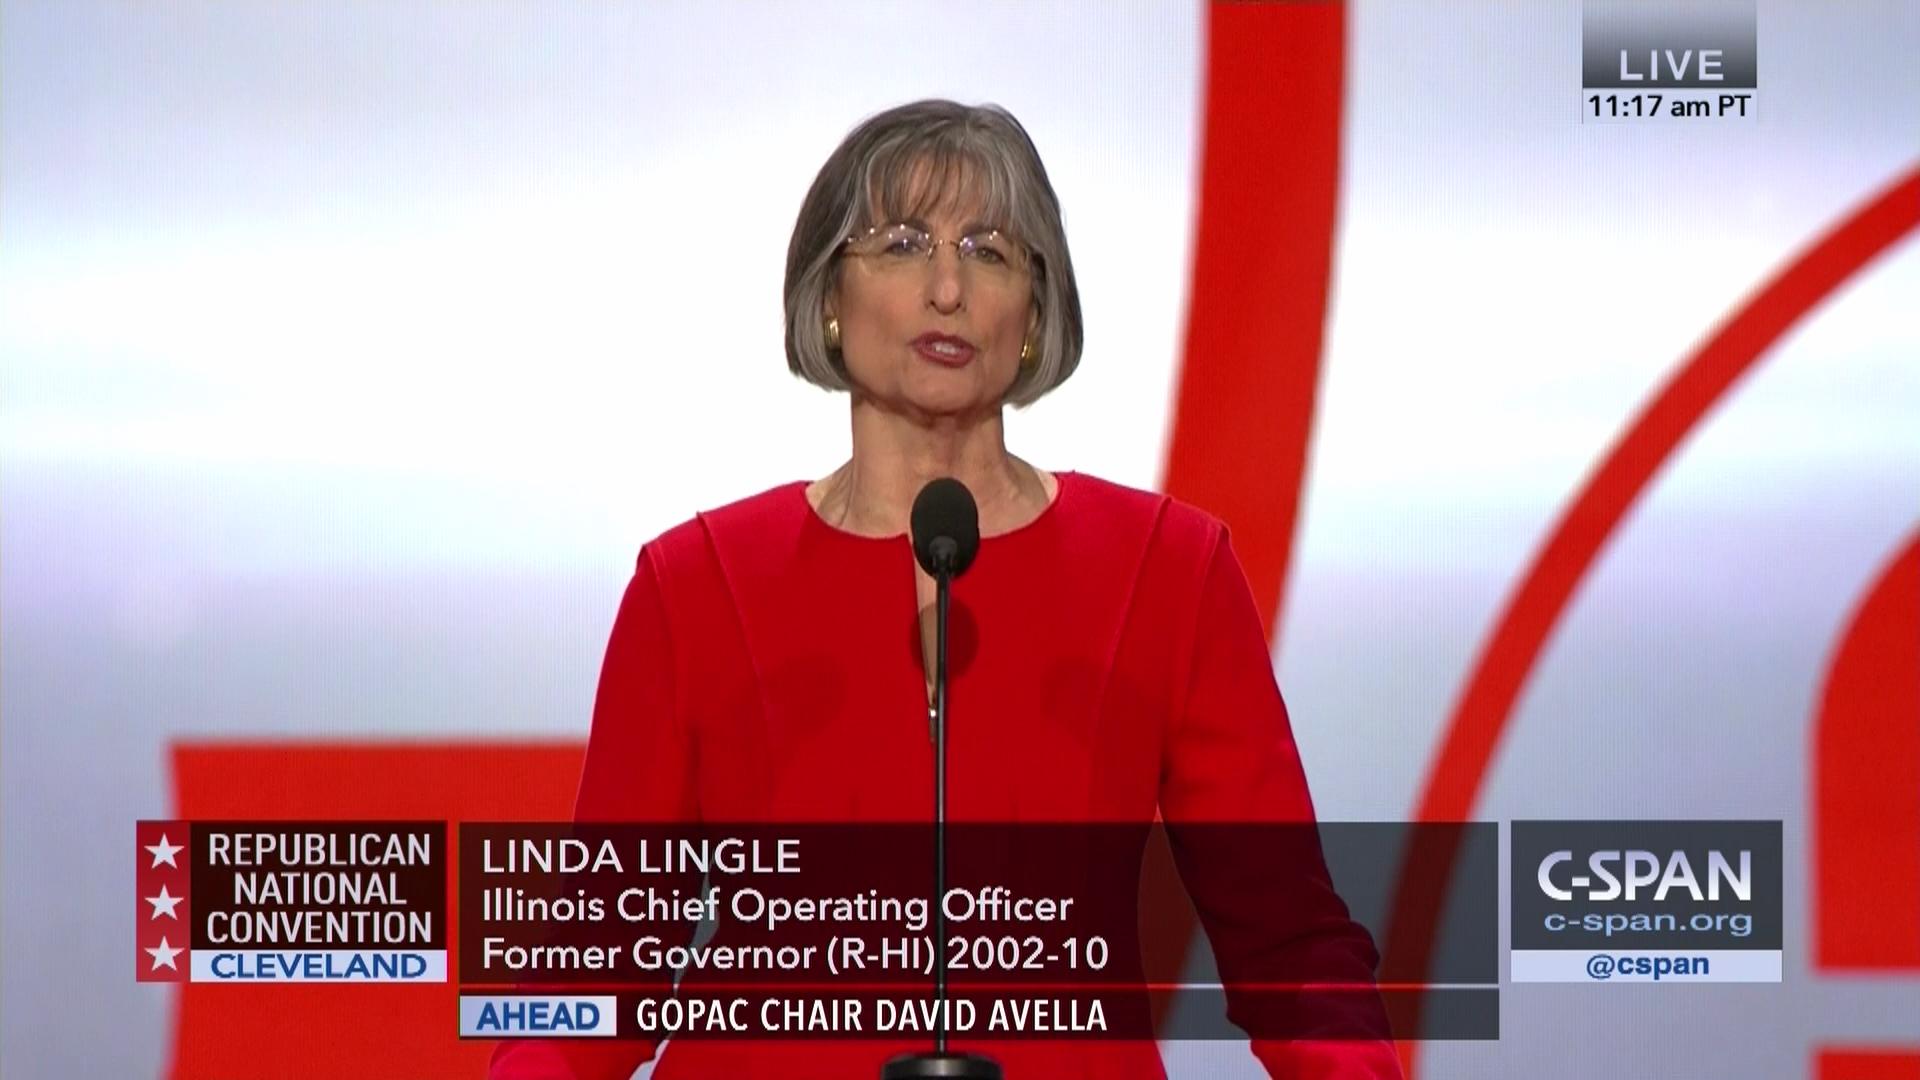 LIVE
11:17 am PT
REPUBLICAN
NATIONAL
CONVENTION
CLEVELAND
LINDA LINGLE
Illinois Chief Operating Officer
Former Governor (R-HI) 2002-10
AHEAD GOPAC CHAIR DAVID AVELLA
C-SPAN
c-span.org
@cspan